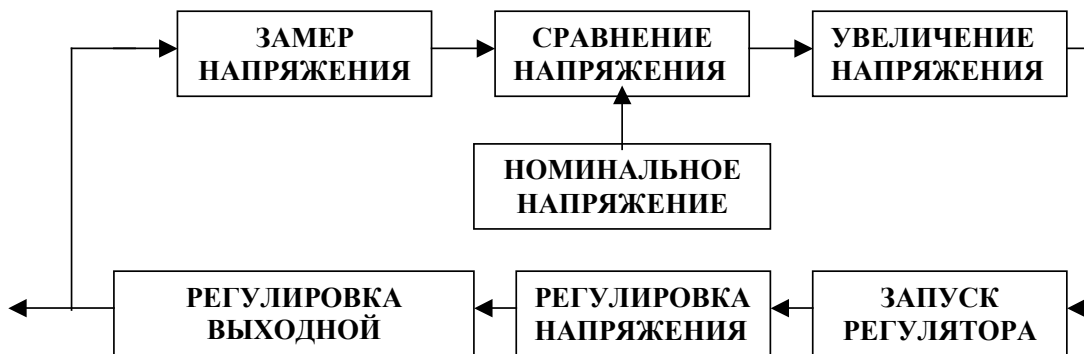 ЗАМЕР
НАПРЯЖЕНИЯ
СРАВНЕНИЕ
НАПРЯЖЕНИЯ
УВЕЛИЧЕНИЕ
НАПРЯЖЕНИЯ
НОМИНАЛЬНОЕ
НАПРЯЖЕНИЕ
РЕГУЛИРОВКА
ВЫХОДНОЙ
РЕГУЛИРОВКА
НАПРЯЖЕНИЯ
ЗАПУСК
РЕГУЛЯТОРА